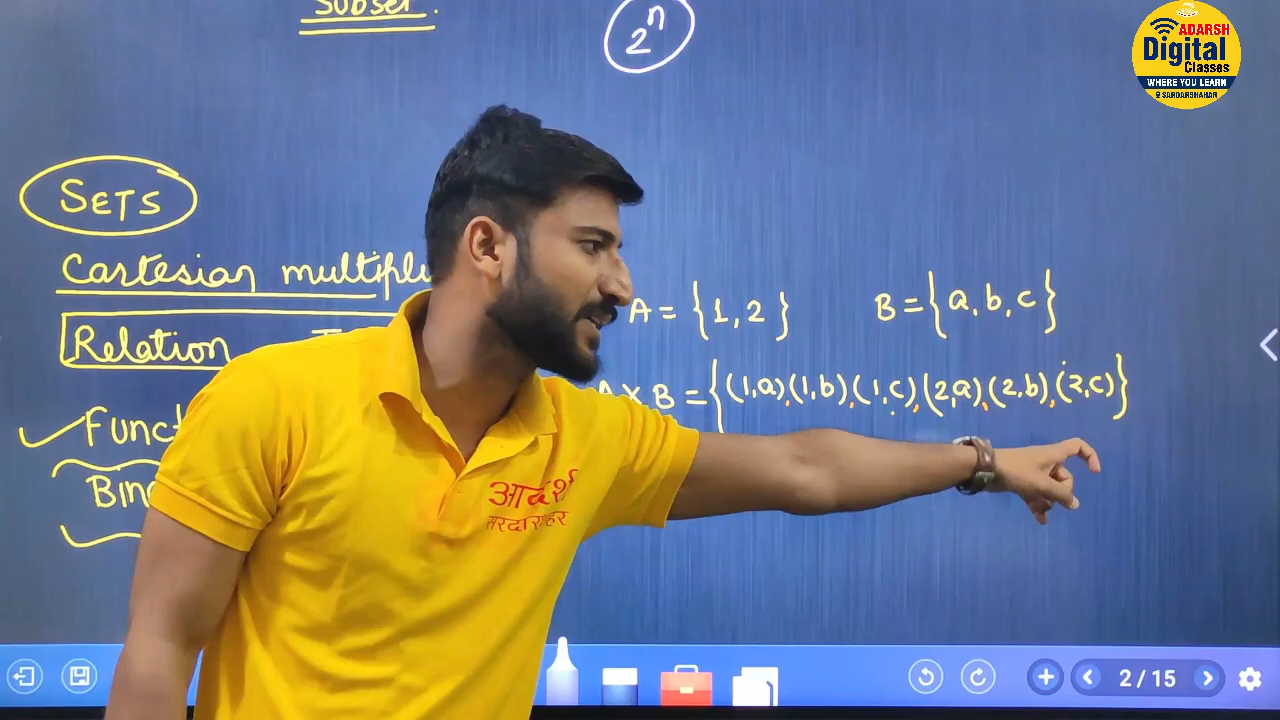 Subset.
2ⁿ
ADARSH
Digital
Classes
WHERE YOU LEARN
SARDARSHAHAR
SETS
Cartesian multipli
A = {1, 2}
B = {a, b, c}
Relation
A × B = {(1,a),(1,b),(1,c),(2,a),(2,b),(2,c)}
Funct
Bin
आदर्श
सरदारशहर
2 / 15